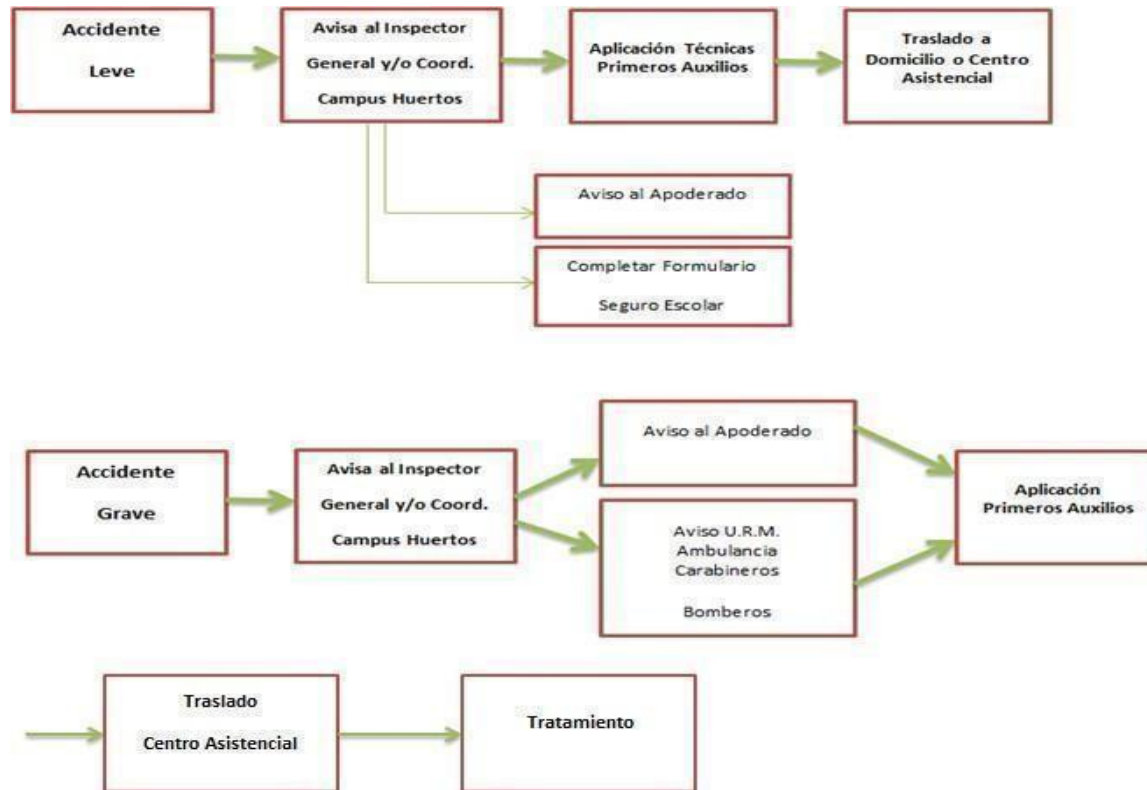 Accidente
Leve
Avisa al Inspector
General y/o Coord.
Campus Huertos
Aplicación Técnicas
Primeros Auxilios
Traslado a
Domicilio o Centro
Asistencial
Aviso al Apoderado
Completar Formulario
Seguro Escolar
Accidente
Grave
Avisa al Inspector
General y/o Coord.
Campus Huertos
Aviso al Apoderado
Aviso U.R.M.
Ambulancia
Carabineros
Bomberos
Aplicación
Primeros Auxilios
Traslado
Centro Asistencial
Tratamiento